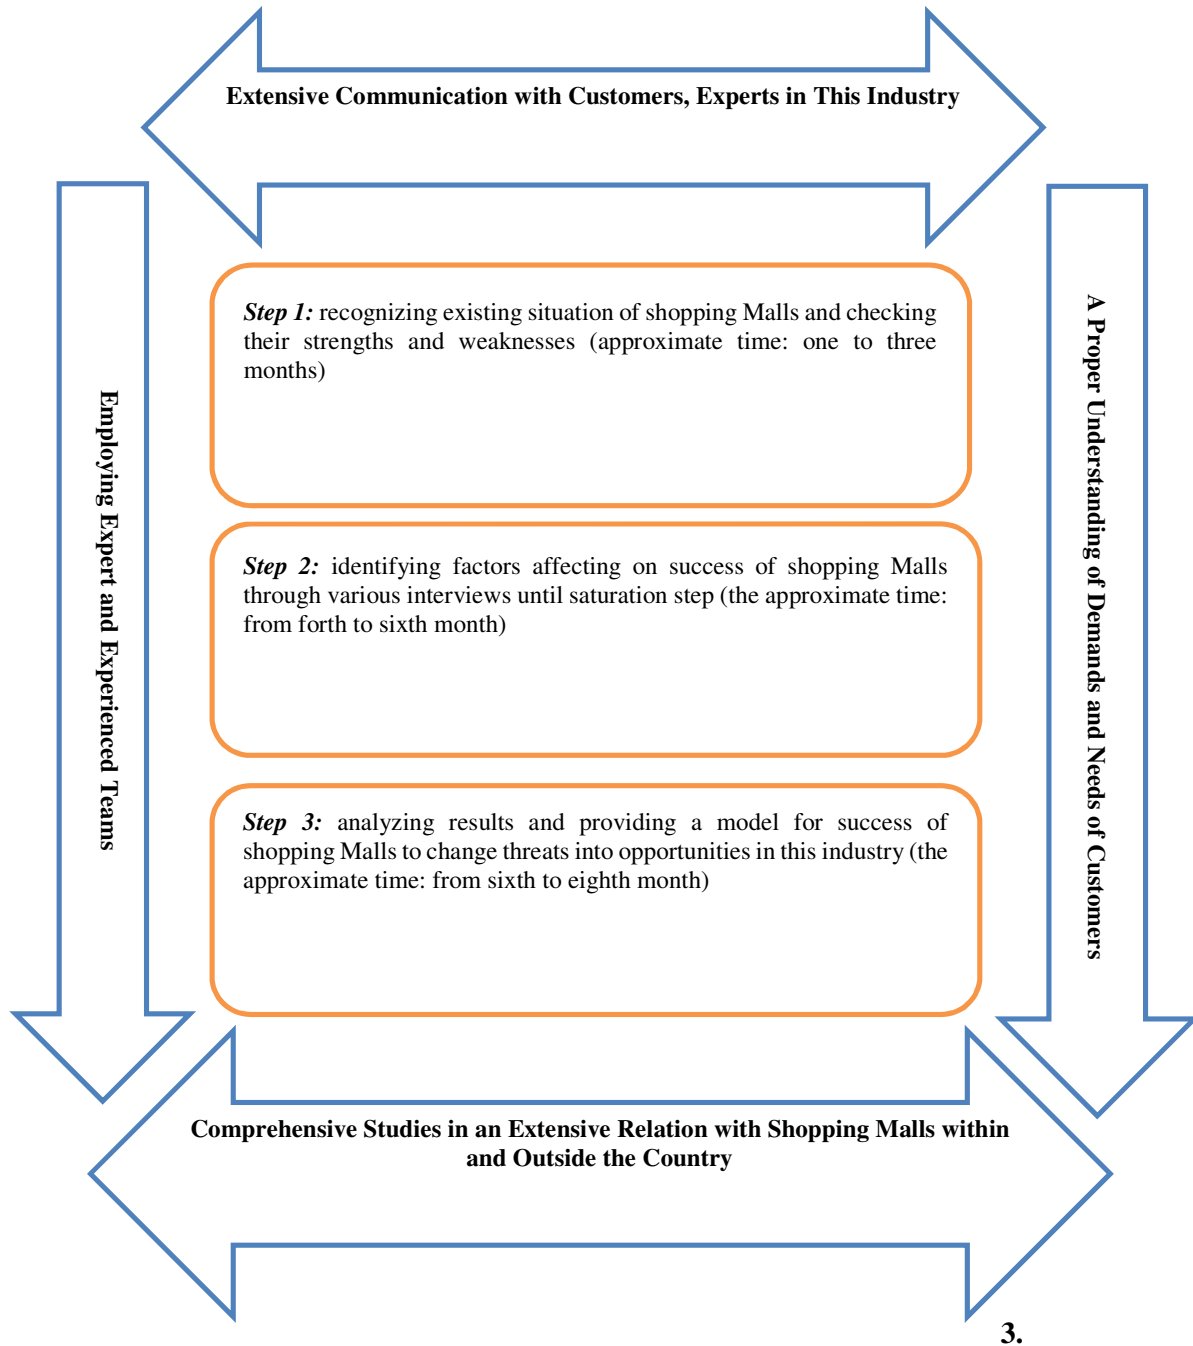 Extensive Communication with Customers, Experts in This Industry
Employing Expert and Experienced Teams
A Proper Understanding of Demands and Needs of Customers
Step 1: recognizing existing situation of shopping Malls and checking
their strengths and weaknesses (approximate time: one to three
months)
Step 2: identifying factors affecting on success of shopping Malls
through various interviews until saturation step (the approximate time:
from forth to sixth month)
Step 3: analyzing results and providing a model for success of
shopping Malls to change threats into opportunities in this industry (the
approximate time: from sixth to eighth month)
Comprehensive Studies in an Extensive Relation with Shopping Malls within
and Outside the Country
3.